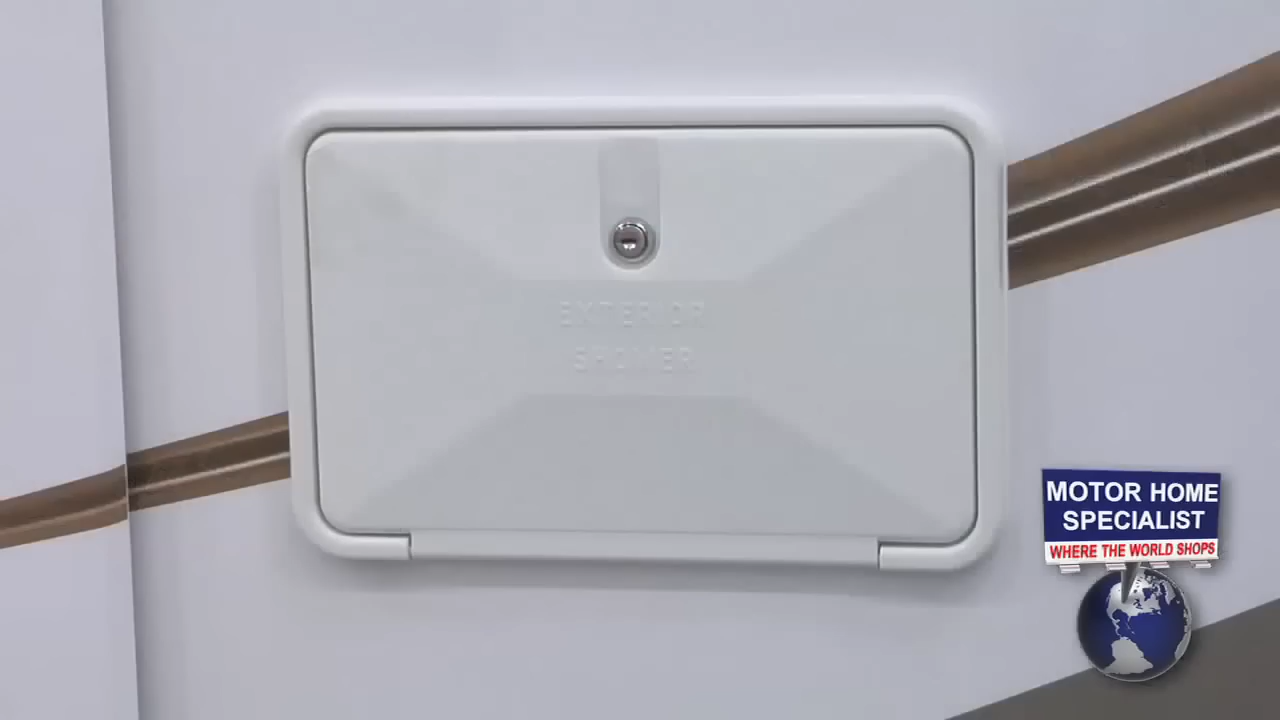 EXTERIOR
SHOWER
MOTOR HOME
SPECIALIST
WHERE THE WORLD SHOPS